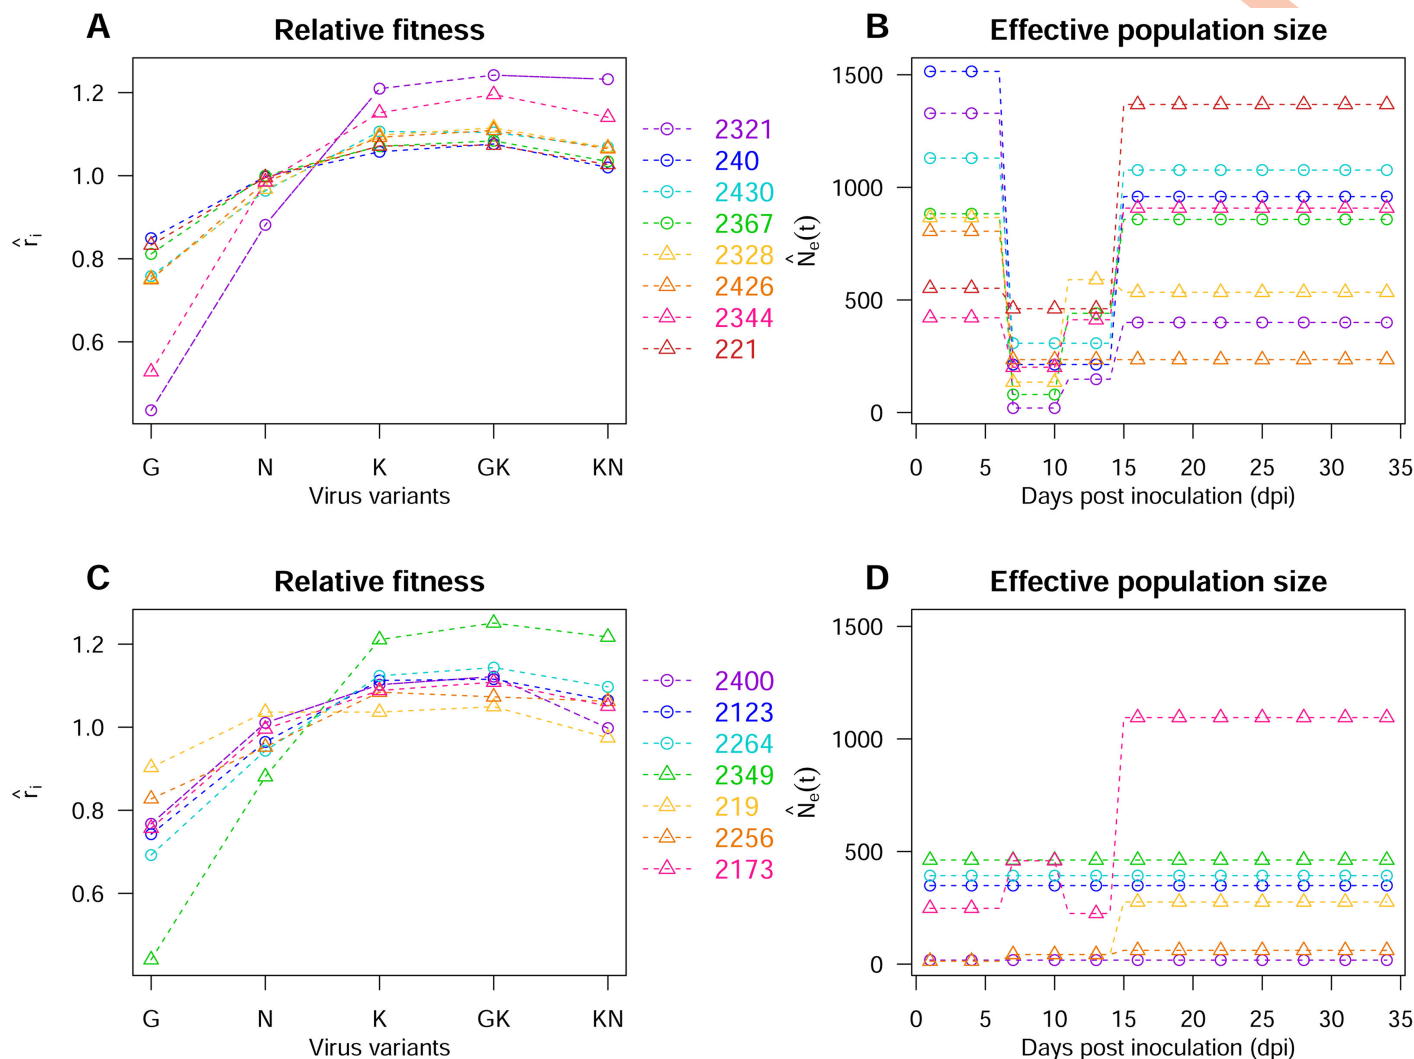 A
Relative fitness
1.2
1.0
0.8
0.6
r̂i
G N K GK KN
Virus variants
2321
240
2430
2367
2328
2426
2344
221
B
Effective population size
1500
1000
500
0
N̂e(t)
0 5 10 15 20 25 30 35
Days post inoculation (dpi)
C
Relative fitness
1.2
1.0
0.8
0.6
r̂i
G N K GK KN
Virus variants
2400
2123
2264
2349
219
2256
2173
D
Effective population size
1500
1000
500
0
N̂e(t)
0 5 10 15 20 25 30 35
Days post inoculation (dpi)